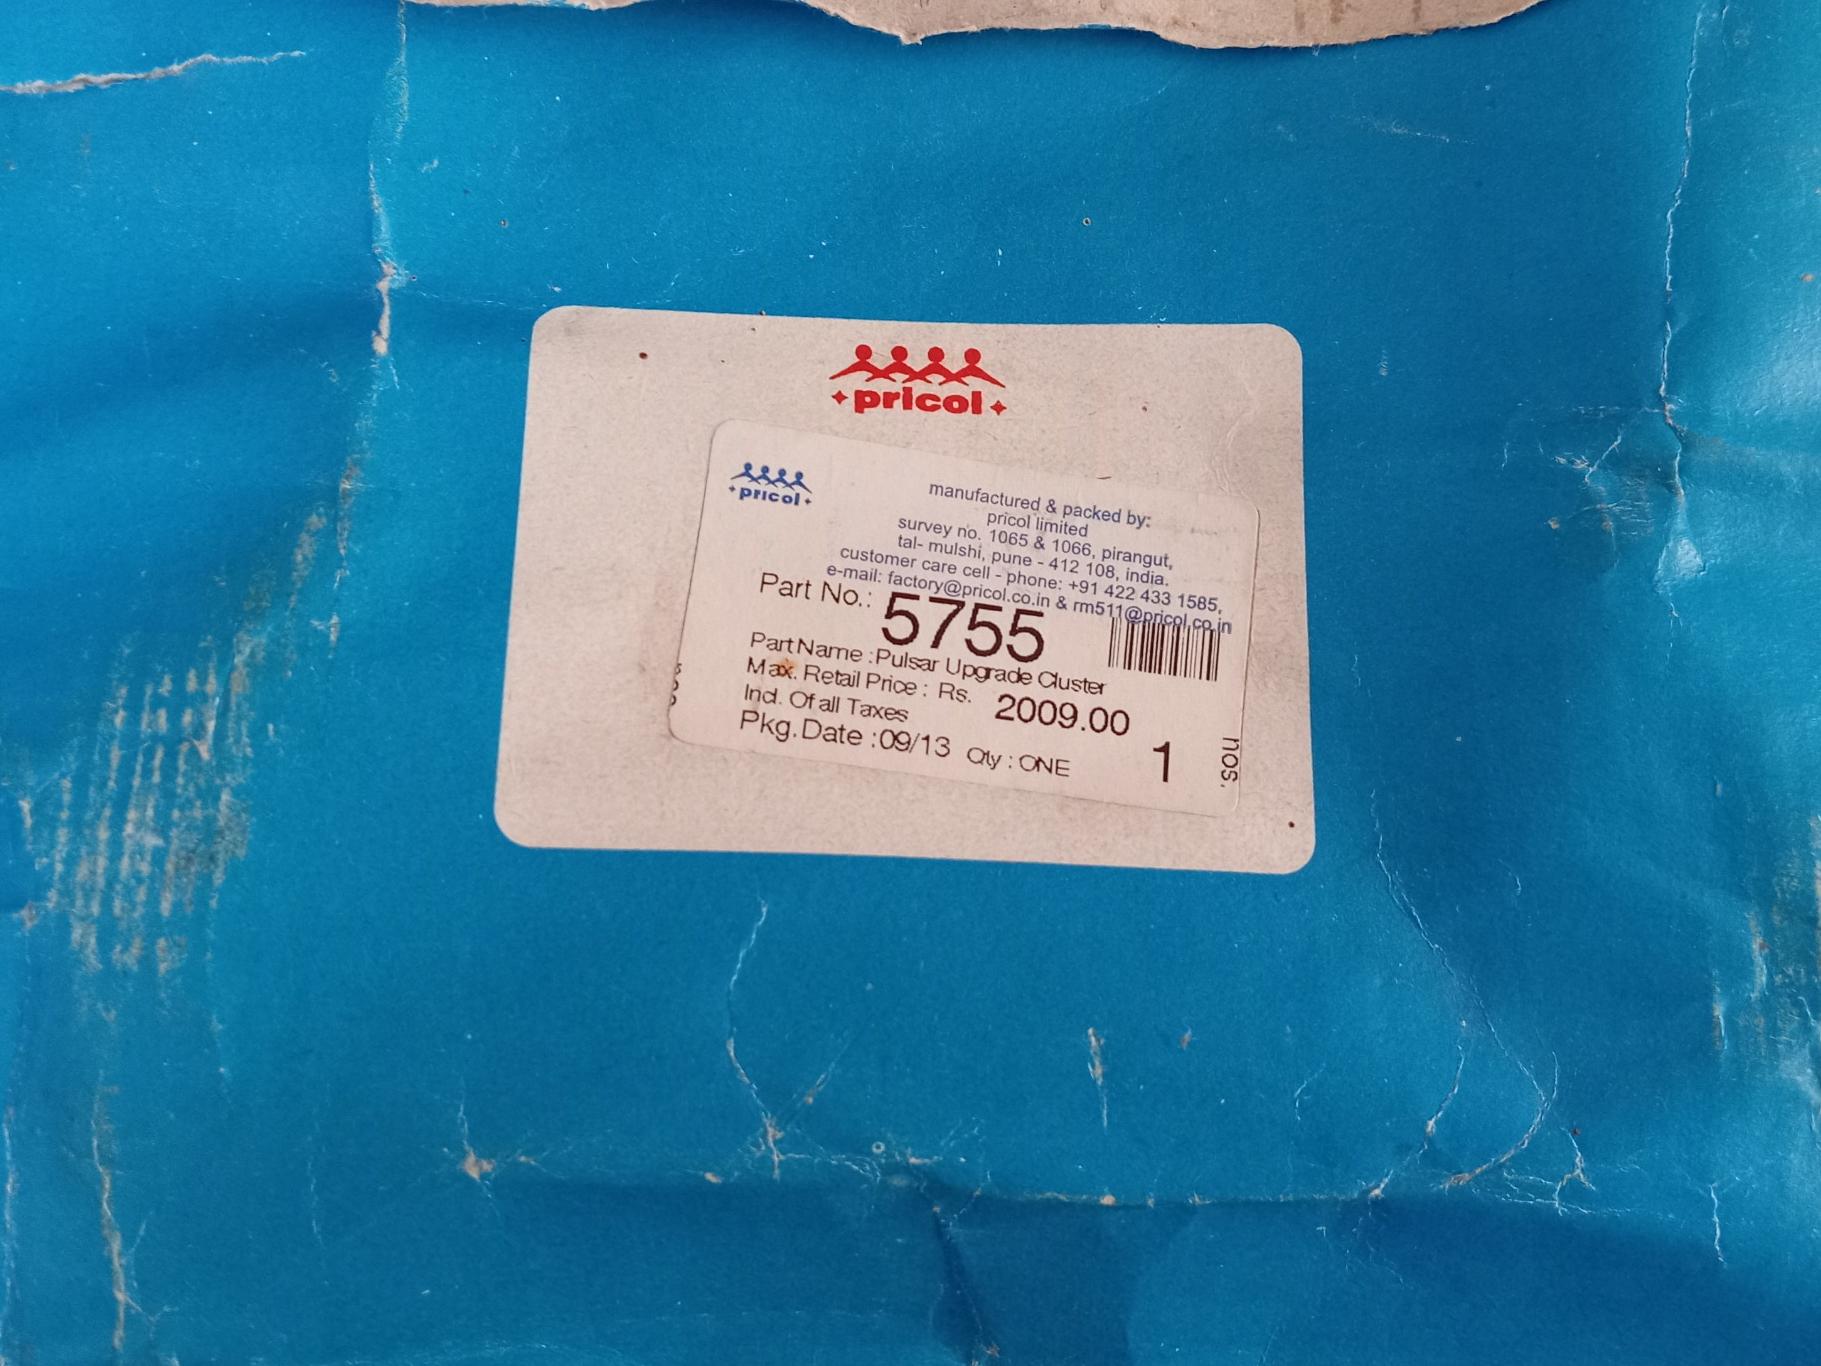 pricol
pricol
manufactured & packed by:
pricol limited
survey no. 1065 & 1066, pirangut,
tal- mulshi, pune - 412 108, india.
customer care cell - phone: +91 422 433 1585,
e-mail: factory@pricol.co.in & rm511@pricol.co.in
Part No.: 5755
Part Name : Pulsar Upgrade Cluster
Max. Retail Price : Rs. 2009.00
Incl. Of all Taxes
Pkg.Date : 09/13 Qty : ONE 1 nos.